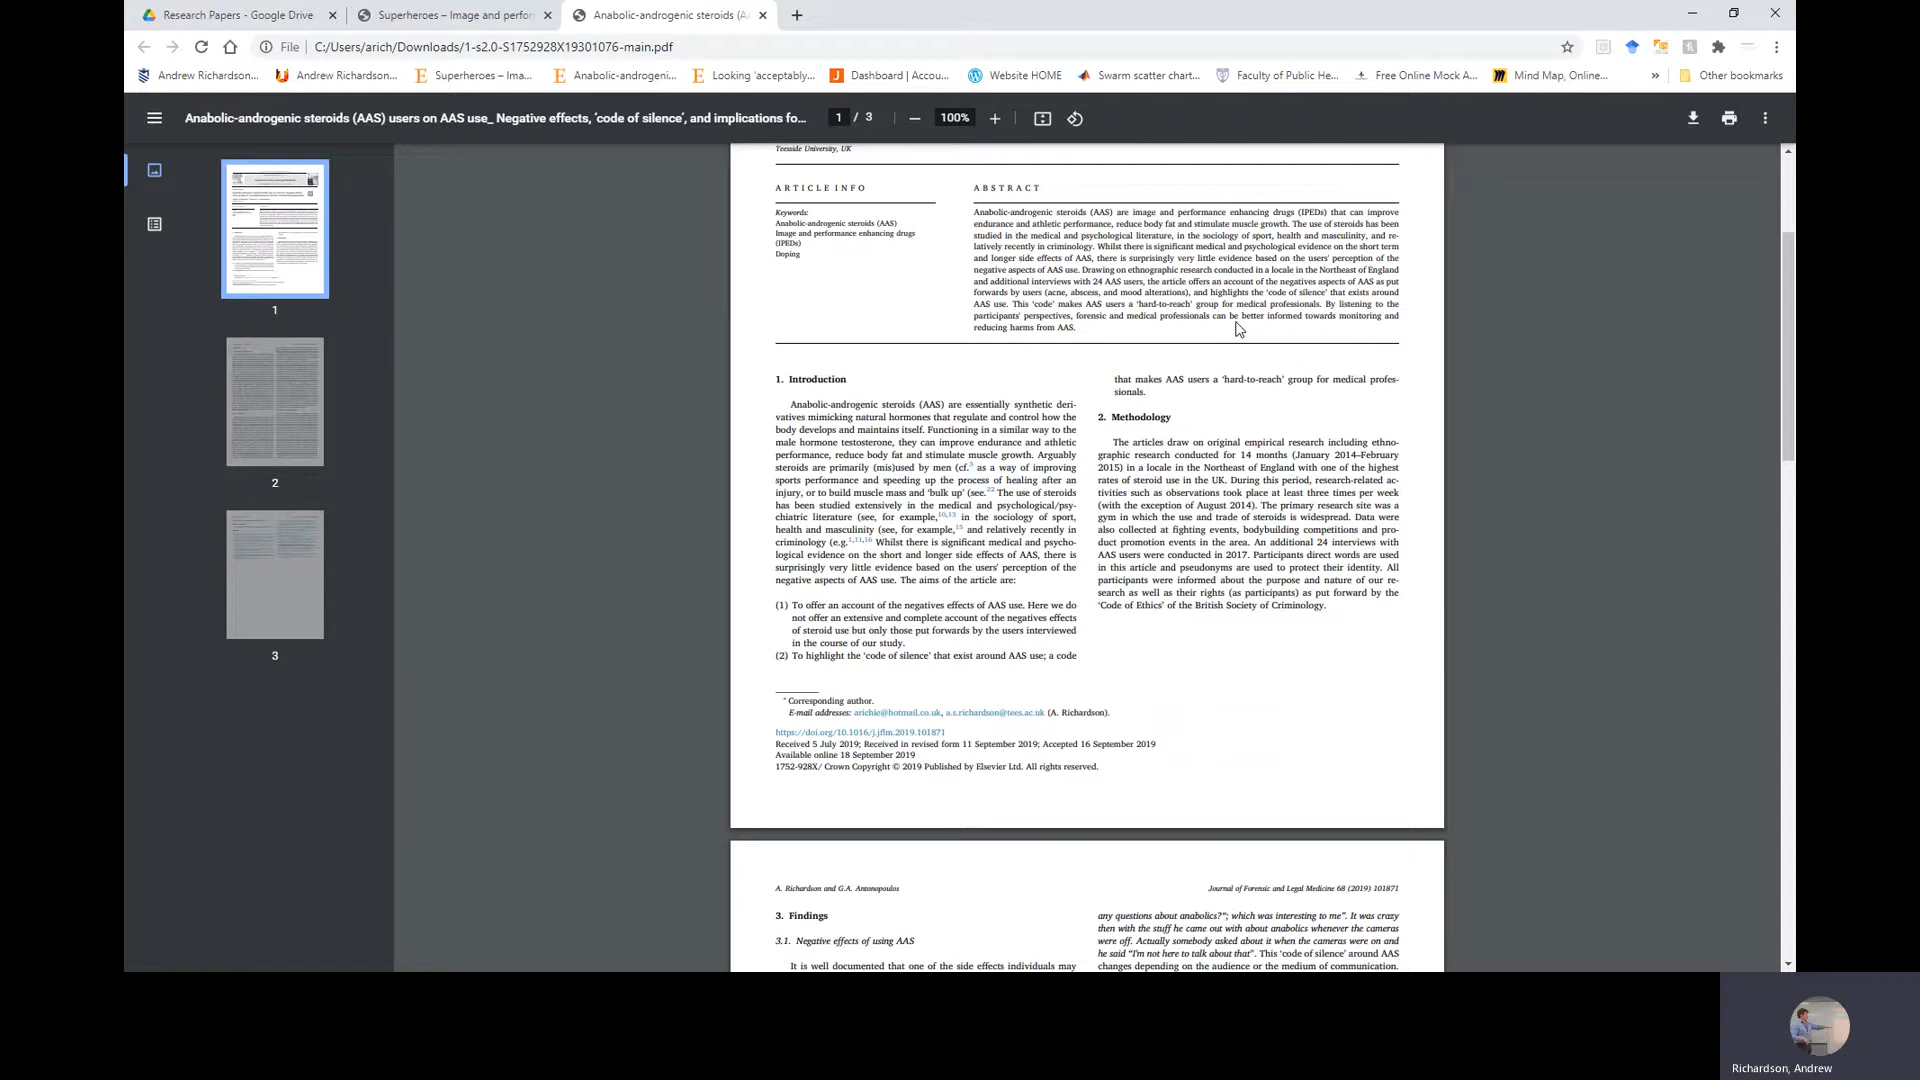 Research Papers - Google Drive
Superheroes – Image and perfor
Anabolic-androgenic steroids (A
File
C:/Users/arich/Downloads/1-s2.0-S1752928X19301076-main.pdf
Andrew Richardson...
Andrew Richardson...
Superheroes – Ima...
Anabolic-androgeni...
Looking 'acceptably...
Dashboard | Accou...
Website HOME
Swarm scatter chart...
Faculty of Public He...
Free Online Mock A...
Mind Map, Online...
»
Other bookmarks
Anabolic-androgenic steroids (AAS) users on AAS use_ Negative effects, 'code of silence', and implications fo...
1 / 3
100%
1
2
3
Teesside University, UK
ARTICLE INFO
Keywords:
Anabolic-androgenic steroids (AAS)
Image and performance enhancing drugs
(IPEDs)
Doping
ABSTRACT
Anabolic-androgenic steroids (AAS) are image and performance enhancing drugs (IPEDs) that can improve
endurance and athletic performance, reduce body fat and stimulate muscle growth. The use of steroids has been
studied in the medical and psychological literature, in the sociology of sport, health and masculinity, and re-
latively recently in criminology. Whilst there is significant medical and psychological evidence on the short term
and longer side effects of AAS, there is surprisingly very little evidence based on the users' perception of the
negative aspects of AAS use. Drawing on ethnographic research conducted in a locale in the Northeast of England
and additional interviews with 24 AAS users, the article offers an account of the negatives aspects of AAS as put
forwards by users (acne, abscess, and mood alterations), and highlights the 'code of silence' that exists around
AAS use. This 'code' makes AAS users a 'hard-to-reach' group for medical professionals. By listening to the
participants' perspectives, forensic and medical professionals can be better informed towards monitoring and
reducing harms from AAS.
1. Introduction
Anabolic-androgenic steroids (AAS) are essentially synthetic deri-
vatives mimicking natural hormones that regulate and control how the
body develops and maintains itself. Functioning in a similar way to the
male hormone testosterone, they can improve endurance and athletic
performance, reduce body fat and stimulate muscle growth. Arguably
steroids are primarily (mis)used by men (cf.3 as a way of improving
sports performance and speeding up the process of healing after an
injury, or to build muscle mass and 'bulk up' (see.22 The use of steroids
has been studied extensively in the medical and psychological/psy-
chiatric literature (see, for example,10,13 in the sociology of sport,
health and masculinity (see, for example,15 and relatively recently in
criminology (e.g.1,11,16 Whilst there is significant medical and psycho-
logical evidence on the short and longer side effects of AAS, there is
surprisingly very little evidence based on the users' perception of the
negative aspects of AAS use. The aims of the article are:
(1) To offer an account of the negatives effects of AAS use. Here we do
not offer an extensive and complete account of the negatives effects
of steroid use but only those put forwards by the users interviewed
in the course of our study.
(2) To highlight the 'code of silence' that exist around AAS use; a code
that makes AAS users a 'hard-to-reach' group for medical profes-
sionals.
2. Methodology
The articles draw on original empirical research including ethno-
graphic research conducted for 14 months (January 2014–February
2015) in a locale in the Northeast of England with one of the highest
rates of steroid use in the UK. During this period, research-related ac-
tivities such as observations took place at least three times per week
(with the exception of August 2014). The primary research site was a
gym in which the use and trade of steroids is widespread. Data were
also collected at fighting events, bodybuilding competitions and pro-
duct promotion events in the area. An additional 24 interviews with
AAS users were conducted in 2017. Participants direct words are used
in this article and pseudonyms are used to protect their identity. All
participants were informed about the purpose and nature of our re-
search as well as their rights (as participants) as put forward by the
'Code of Ethics' of the British Society of Criminology.
* Corresponding author.
E-mail addresses: arichie@hotmail.co.uk, a.s.richardson@tees.ac.uk (A. Richardson).
https://doi.org/10.1016/j.jflm.2019.101871
Received 5 July 2019; Received in revised form 11 September 2019; Accepted 16 September 2019
Available online 18 September 2019
1752-928X/ Crown Copyright © 2019 Published by Elsevier Ltd. All rights reserved.
A. Richardson and G.A. Antonopoulos
Journal of Forensic and Legal Medicine 68 (2019) 101871
3. Findings
3.1. Negative effects of using AAS
It is well documented that one of the side effects individuals may
any questions about anabolics?"; which was interesting to me". It was crazy
then with the stuff he came out with about anabolics whenever the cameras
were off. Actually somebody asked about it when the cameras were on and
he said "I'm not here to talk about that". This 'code of silence' around AAS
changes depending on the audience or the medium of communication.
Richardson, Andrew